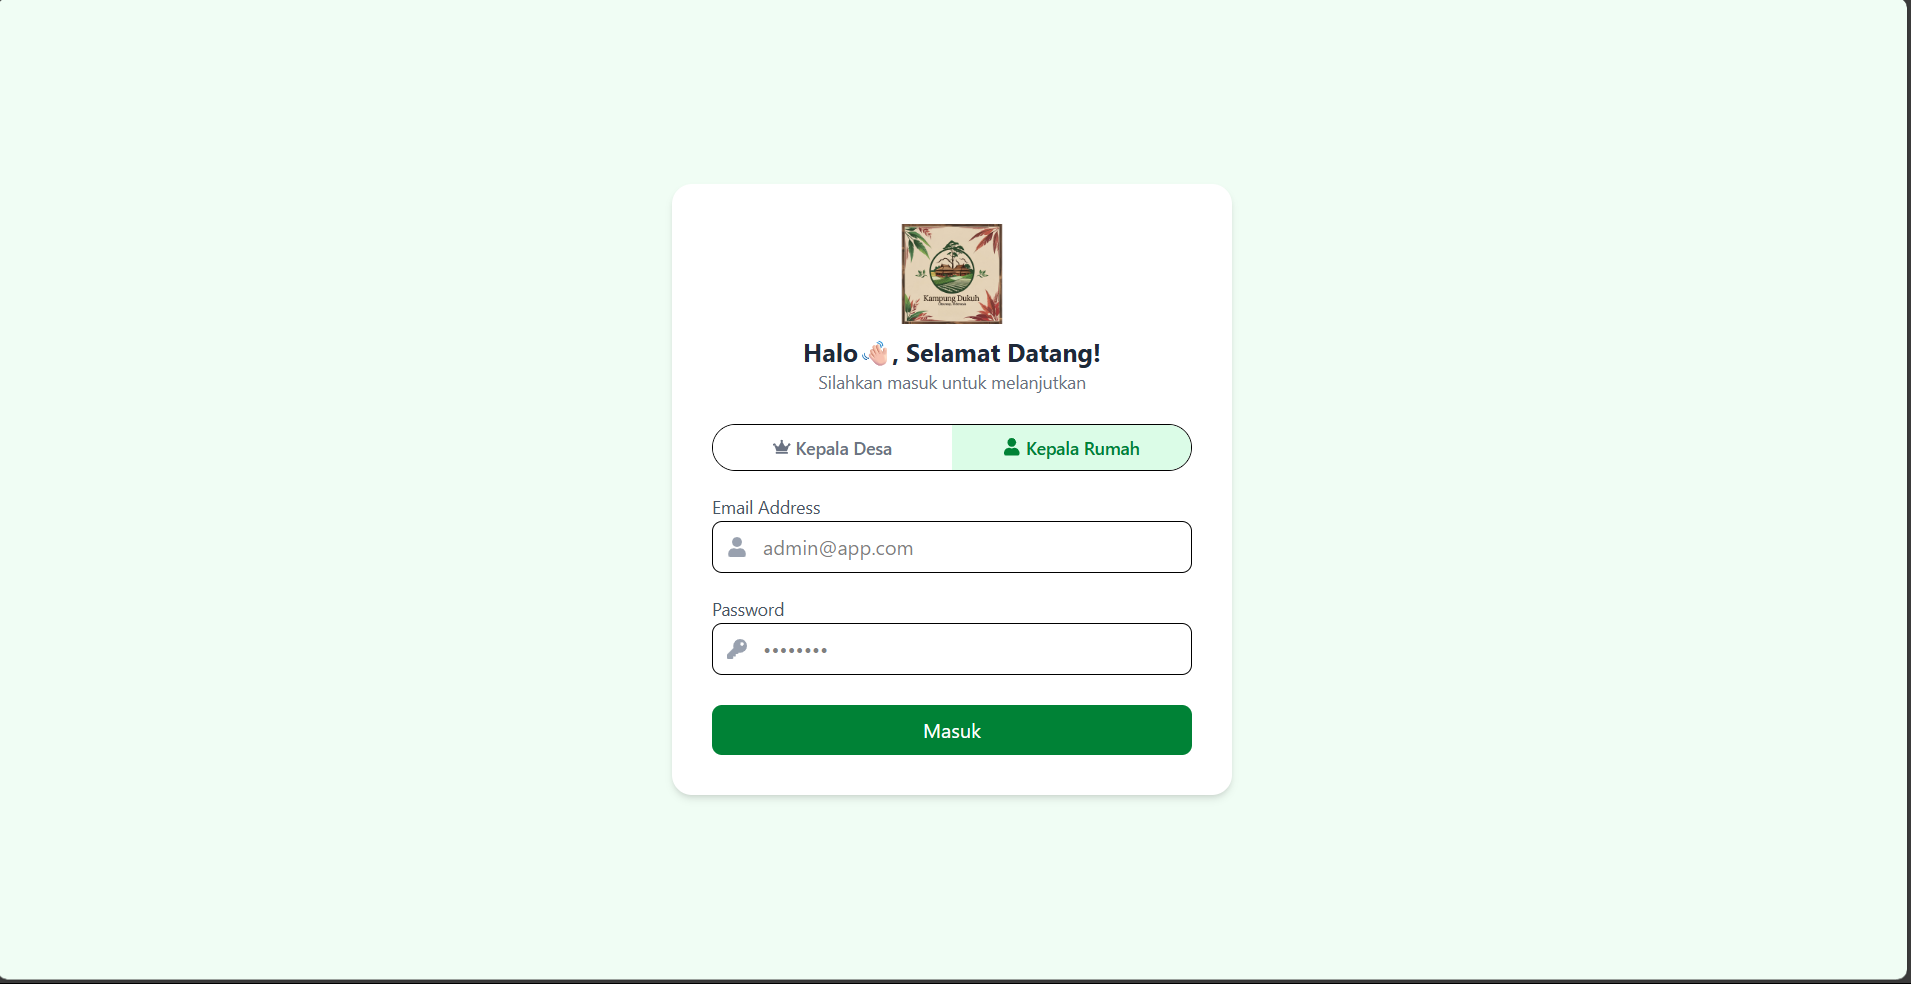 Kampung Dukuh
Halo👋🏻, Selamat Datang!
Silahkan masuk untuk melanjutkan
Kepala Desa
Kepala Rumah
Email Address
admin@app.com
Password
••••••••
Masuk